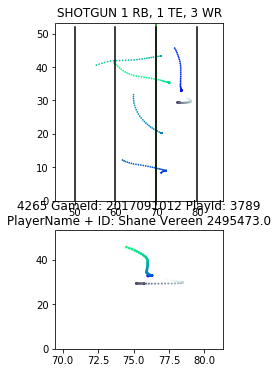 SHOTGUN 1 RB, 1 TE, 3 WR
50
40
30
20
10
0
50 60 70 80
4265 GameId: 2017091012 PlayId: 3789
PlayerName + ID: Shane Vereen 2495473.0
40
20
0
70.0 72.5 75.0 77.5 80.0